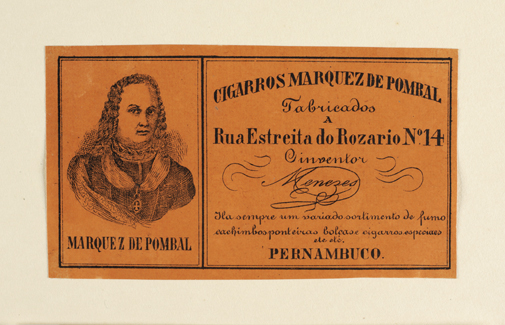 MARQUEZ DE POMBAL
CIGARROS MARQUEZ DE POMBAL
Fabricados
A
Rua Estreita do Rozario Nº 14
O inventor
Menezes
Ha sempre um variado sortimento de fumo
cachimbos ponteiras bolças e cigarros especiaes
etc etc.
PERNAMBUCO.